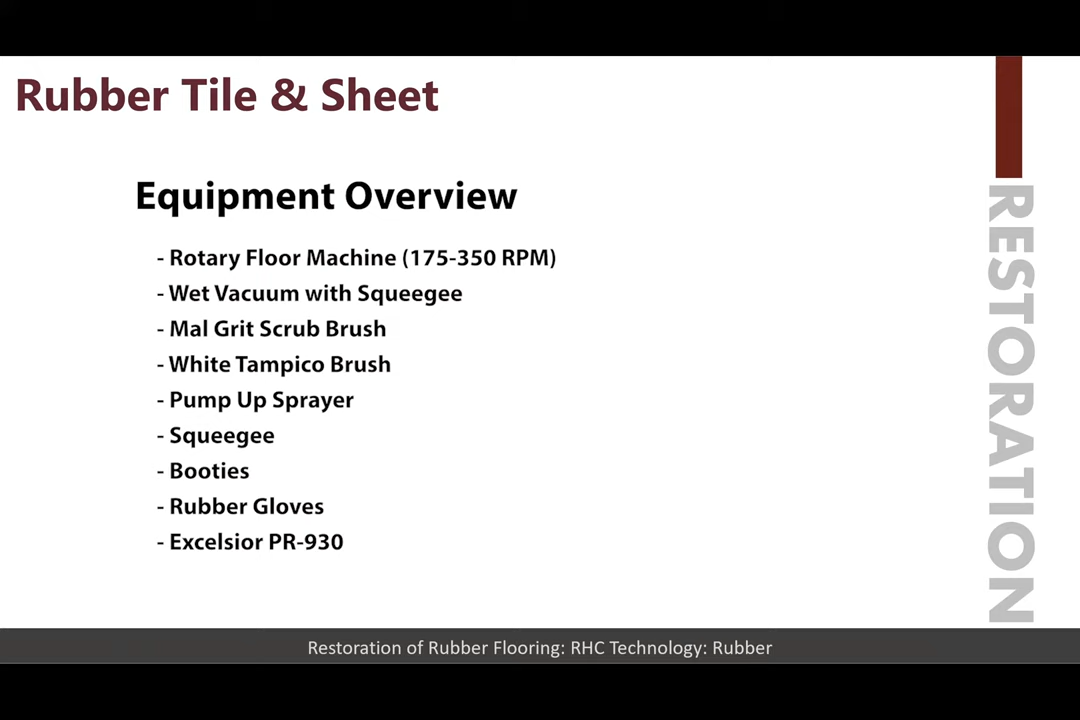 Rubber Tile & Sheet
Equipment Overview
- Rotary Floor Machine (175-350 RPM)
- Wet Vacuum with Squeegee
- Mal Grit Scrub Brush
- White Tampico Brush
- Pump Up Sprayer
- Squeegee
- Booties
- Rubber Gloves
- Excelsior PR-930
RESTORATION
Restoration of Rubber Flooring: RHC Technology: Rubber